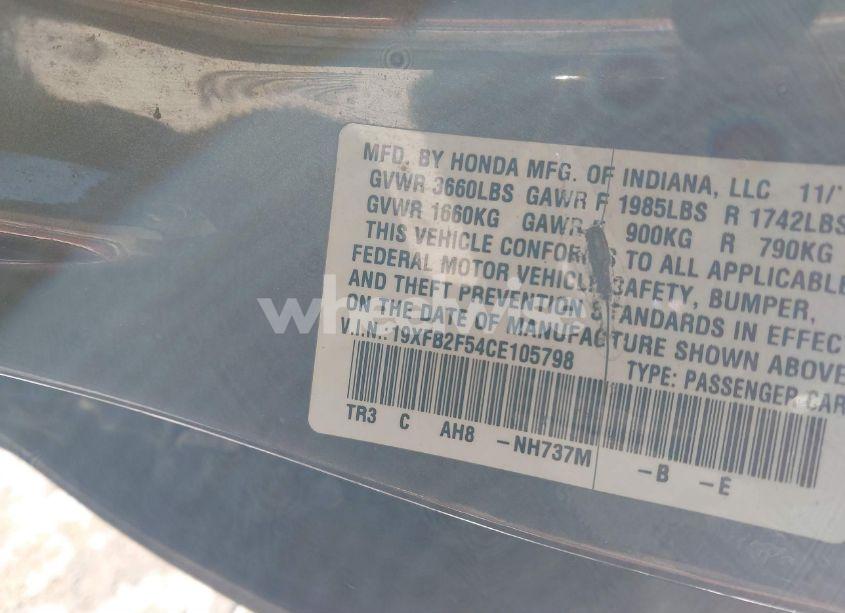 MFD. BY HONDA MFG. OF INDIANA, LLC 11/
GVWR 3660LBS GAWR F 1985LBS R 1742LBS
GVWR 1660KG GAWR 900KG R 790KG
THIS VEHICLE CONFORMS TO ALL APPLICABLE
FEDERAL MOTOR VEHICLE SAFETY, BUMPER,
AND THEFT PREVENTION STANDARDS IN EFFECT
ON THE DATE OF MANUFACTURE SHOWN ABOVE
V.I.N.: 19XFB2F54CE105798 TYPE: PASSENGER CAR
TR3 C AH8 -NH737M -B -E
wheelwise